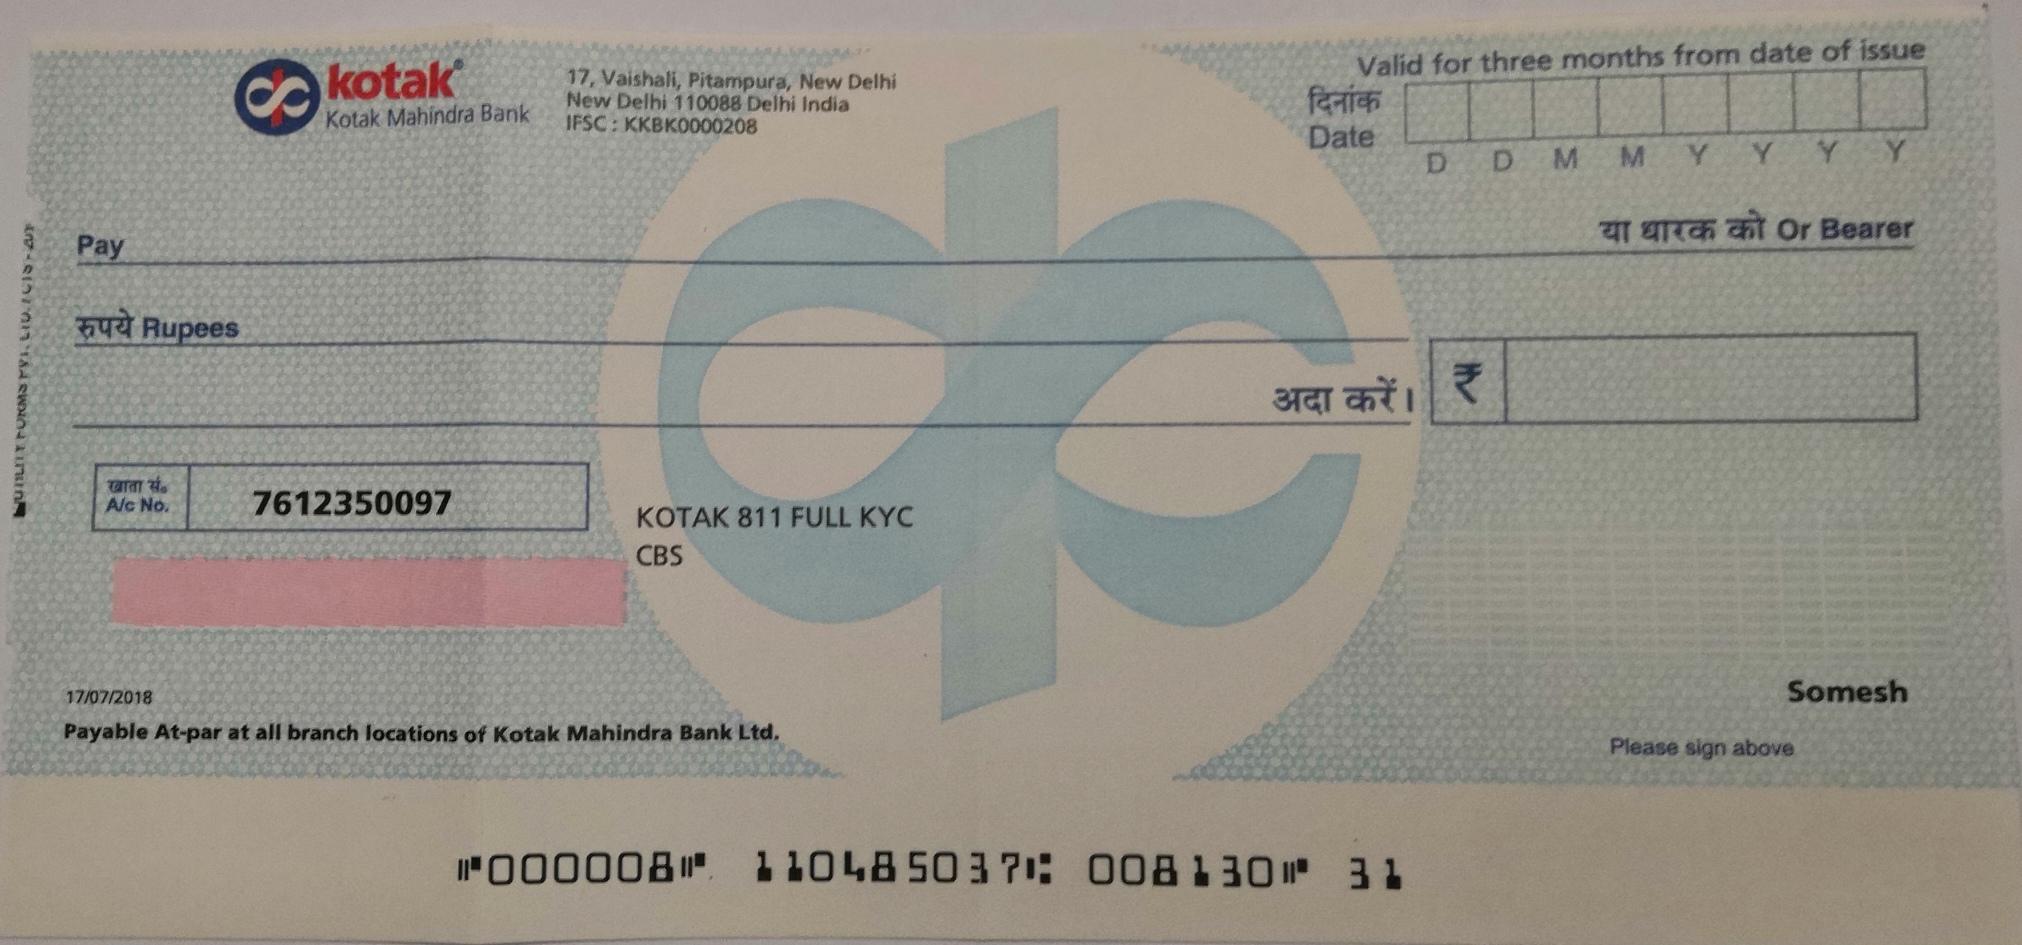 kotak®
Kotak Mahindra Bank
17, Vaishali, Pitampura, New Delhi
New Delhi 110088 Delhi India
IFSC : KKBK0000208
Valid for three months from date of issue
दिनांक
Date
D D M M Y Y Y Y
Pay
या धारक को Or Bearer
रुपये Rupees
अदा करें।
₹
खाता सं.
A/c No.
7612350097
KOTAK 811 FULL KYC
CBS
17/07/2018
Payable At-par at all branch locations of Kotak Mahindra Bank Ltd.
Somesh
Please sign above
⑈000008⑈ 110485037⑆ 008130⑈ 31